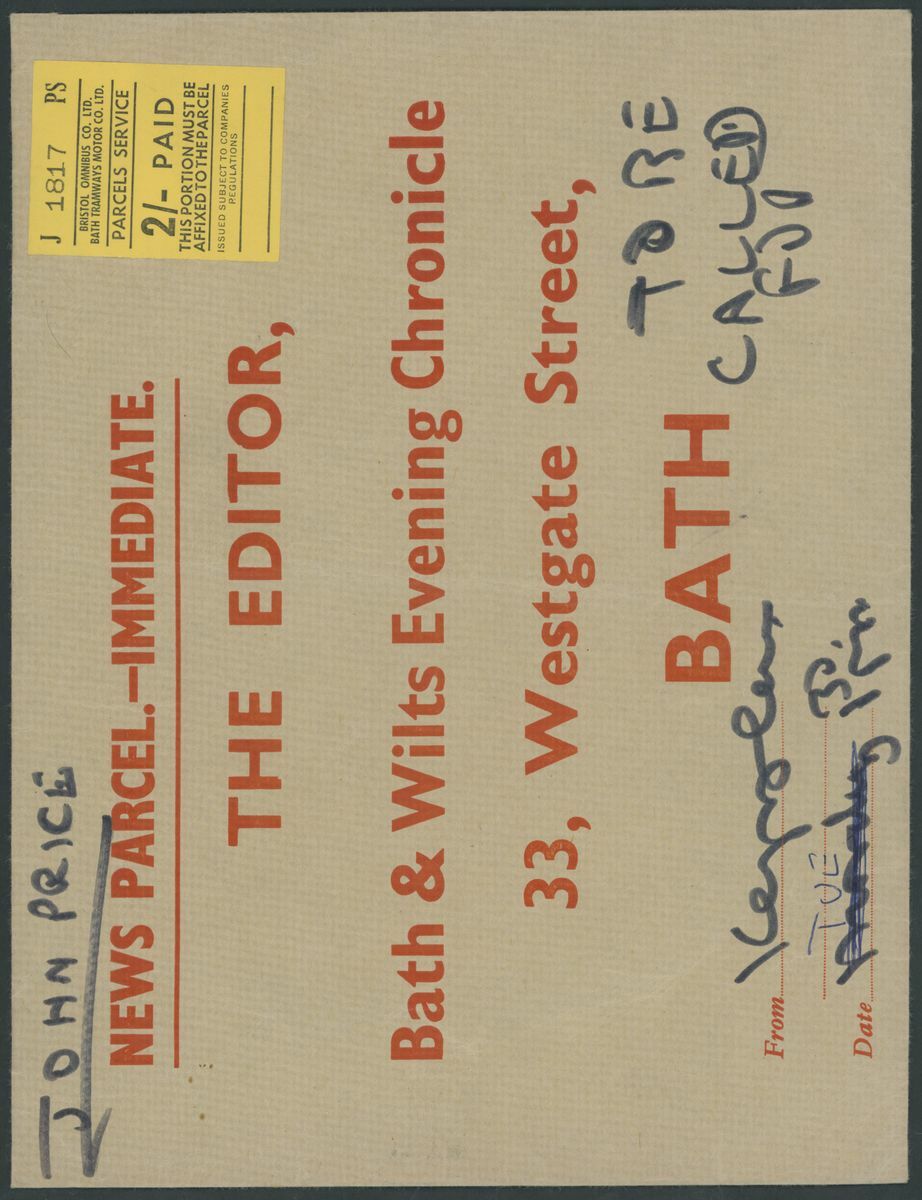 JOHN PRICE
J 1817 PS
BRISTOL OMNIBUS CO. LTD.
BATH TRAMWAYS MOTOR CO. LTD.
PARCELS SERVICE
2/- PAID
THIS PORTION MUST BE
AFFIXED TO THE PARCEL
ISSUED SUBJECT TO COMPANIES
REGULATIONS
NEWS PARCEL.—IMMEDIATE.
THE EDITOR,
Bath & Wilts Evening Chronicle
33, Westgate Street,
BATH
TO BE
CALLED
FOR
From
TUE
Date